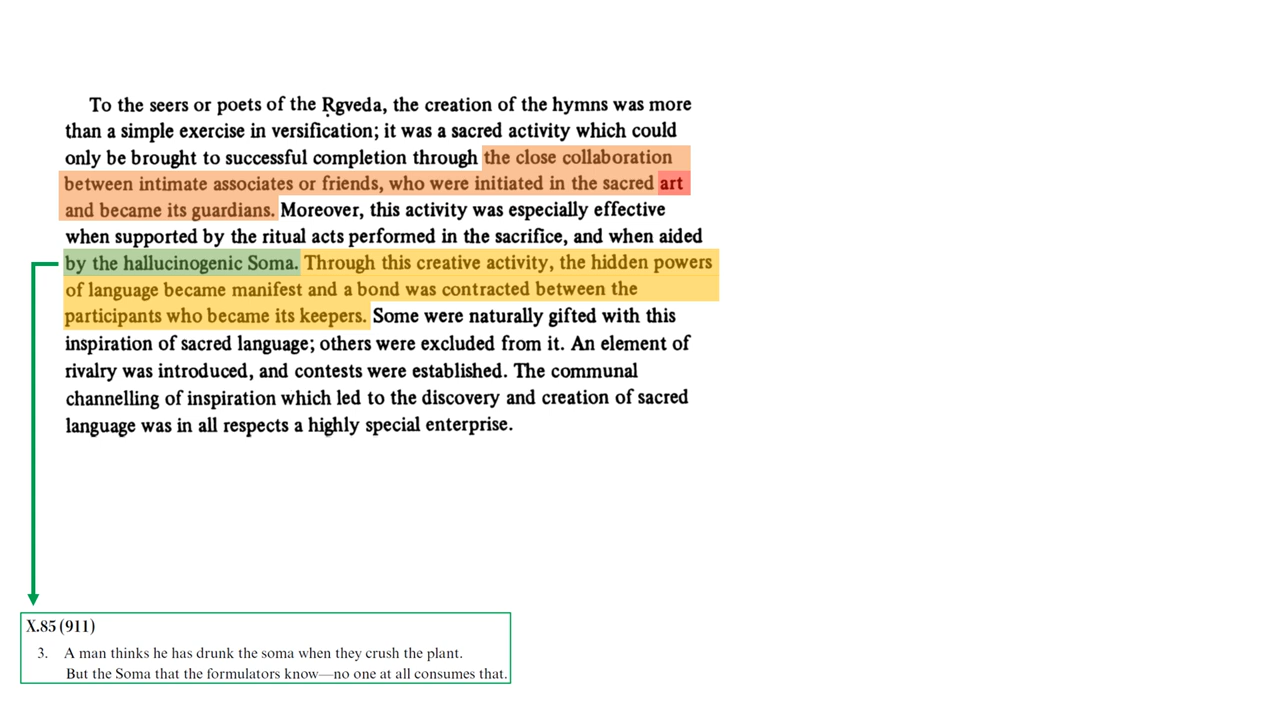 To the seers or poets of the Ṛgveda, the creation of the hymns was more
than a simple exercise in versification; it was a sacred activity which could
only be brought to successful completion through the close collaboration
between intimate associates or friends, who were initiated in the sacred art
and became its guardians. Moreover, this activity was especially effective
when supported by the ritual acts performed in the sacrifice, and when aided
by the hallucinogenic Soma. Through this creative activity, the hidden powers
of language became manifest and a bond was contracted between the
participants who became its keepers. Some were naturally gifted with this
inspiration of sacred language; others were excluded from it. An element of
rivalry was introduced, and contests were established. The communal
channelling of inspiration which led to the discovery and creation of sacred
language was in all respects a highly special enterprise.
X.85 (911)
3. A man thinks he has drunk the soma when they crush the plant.
But the Soma that the formulators know—no one at all consumes that.